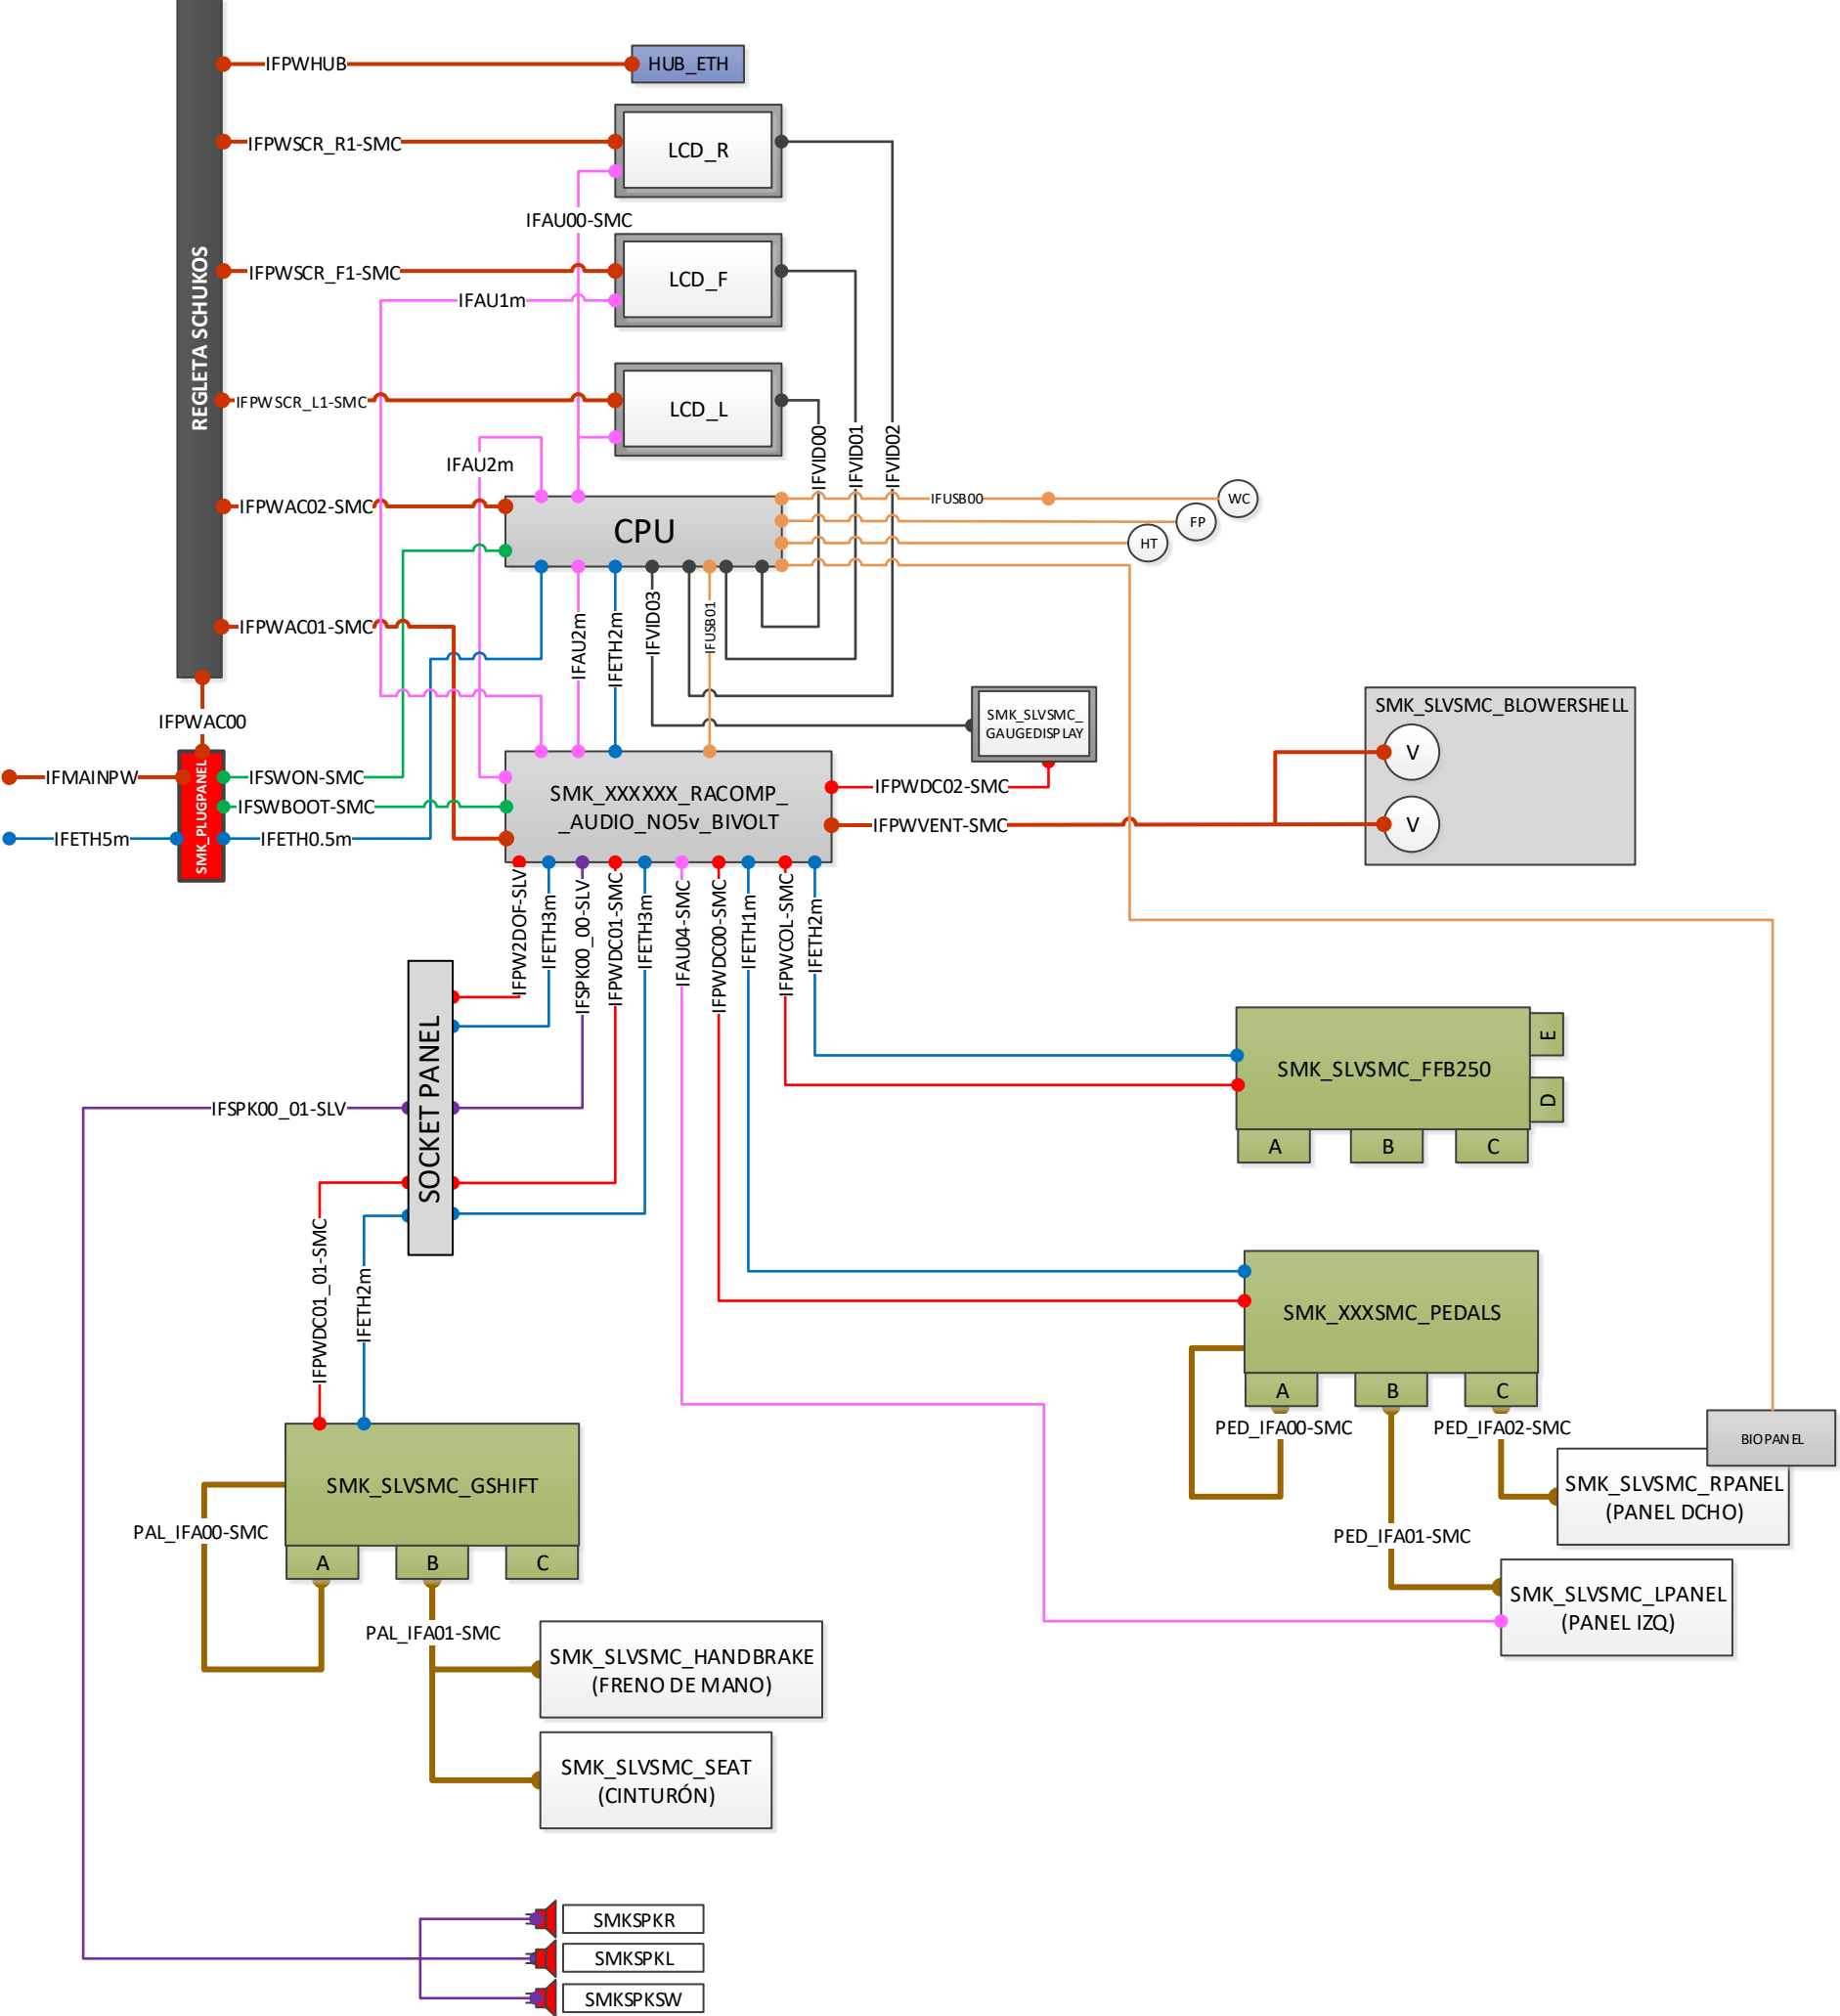 IFPWHUB
HUB_ETH
IFPWSCR_R1-SMC
LCD_R
IFAU00-SMC
REGLETA SCHUKOS
IFPWSCR_F1-SMC
LCD_F
IFAU1m
IFPWSCR_L1-SMC
LCD_L
IFVID00
IFVID01
IFVID02
IFAU2m
IFPWAC02-SMC
CPU
IFUSB00
WC
FP
HT
IFPWAC01-SMC
IFAU2m
IFETH2m
IFVID03
IFUSB01
IFPWAC00
SMK_SLVSMC_
GAUGEDISPLAY
SMK_SLVSMC_BLOWERSHELL
V
V
IFMAINPW
SMK_PLUGPANEL
IFSWON-SMC
IFSWBOOT-SMC
IFETH5m
IFETH0.5m
SMK_XXXXXX_RACOMP_
_AUDIO_NO5v_BIVOLT
IFPWDC02-SMC
IFPWVENT-SMC
IFPW2DOF-SLV
IFETH3m
IFSPK00_00-SLV
IFPWDC01-SMC
IFETH3m
IFAU04-SMC
IFPWDC00-SMC
IFETH1m
IFPWCOL-SMC
IFETH2m
SOCKET PANEL
SMK_SLVSMC_FFB250
E
D
A
B
C
IFSPK00_01-SLV
IFPWDC01_01-SMC
IFETH2m
SMK_XXXSMC_PEDALS
A
B
C
PED_IFA00-SMC
PED_IFA02-SMC
BIOPANEL
SMK_SLVSMC_RPANEL
(PANEL DCHO)
PED_IFA01-SMC
SMK_SLVSMC_LPANEL
(PANEL IZQ)
SMK_SLVSMC_GSHIFT
PAL_IFA00-SMC
A
B
C
PAL_IFA01-SMC
SMK_SLVSMC_HANDBRAKE
(FRENO DE MANO)
SMK_SLVSMC_SEAT
(CINTURÓN)
SMKSPKR
SMKSPKL
SMKSPKSW